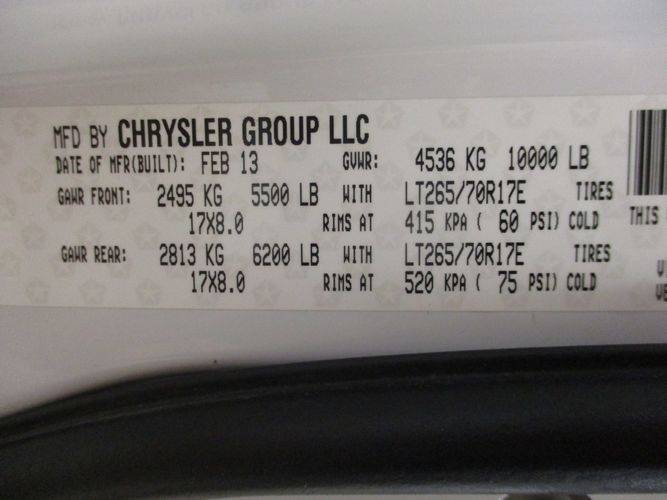 MFD BY CHRYSLER GROUP LLC
DATE OF MFR(BUILT): FEB 13 GVWR: 4536 KG 10000 LB
GAWR FRONT: 2495 KG 5500 LB WITH LT265/70R17E TIRES
17X8.0 RIMS AT 415 KPA ( 60 PSI) COLD
THIS
GAWR REAR: 2813 KG 6200 LB WITH LT265/70R17E TIRES
17X8.0 RIMS AT 520 KPA ( 75 PSI) COLD